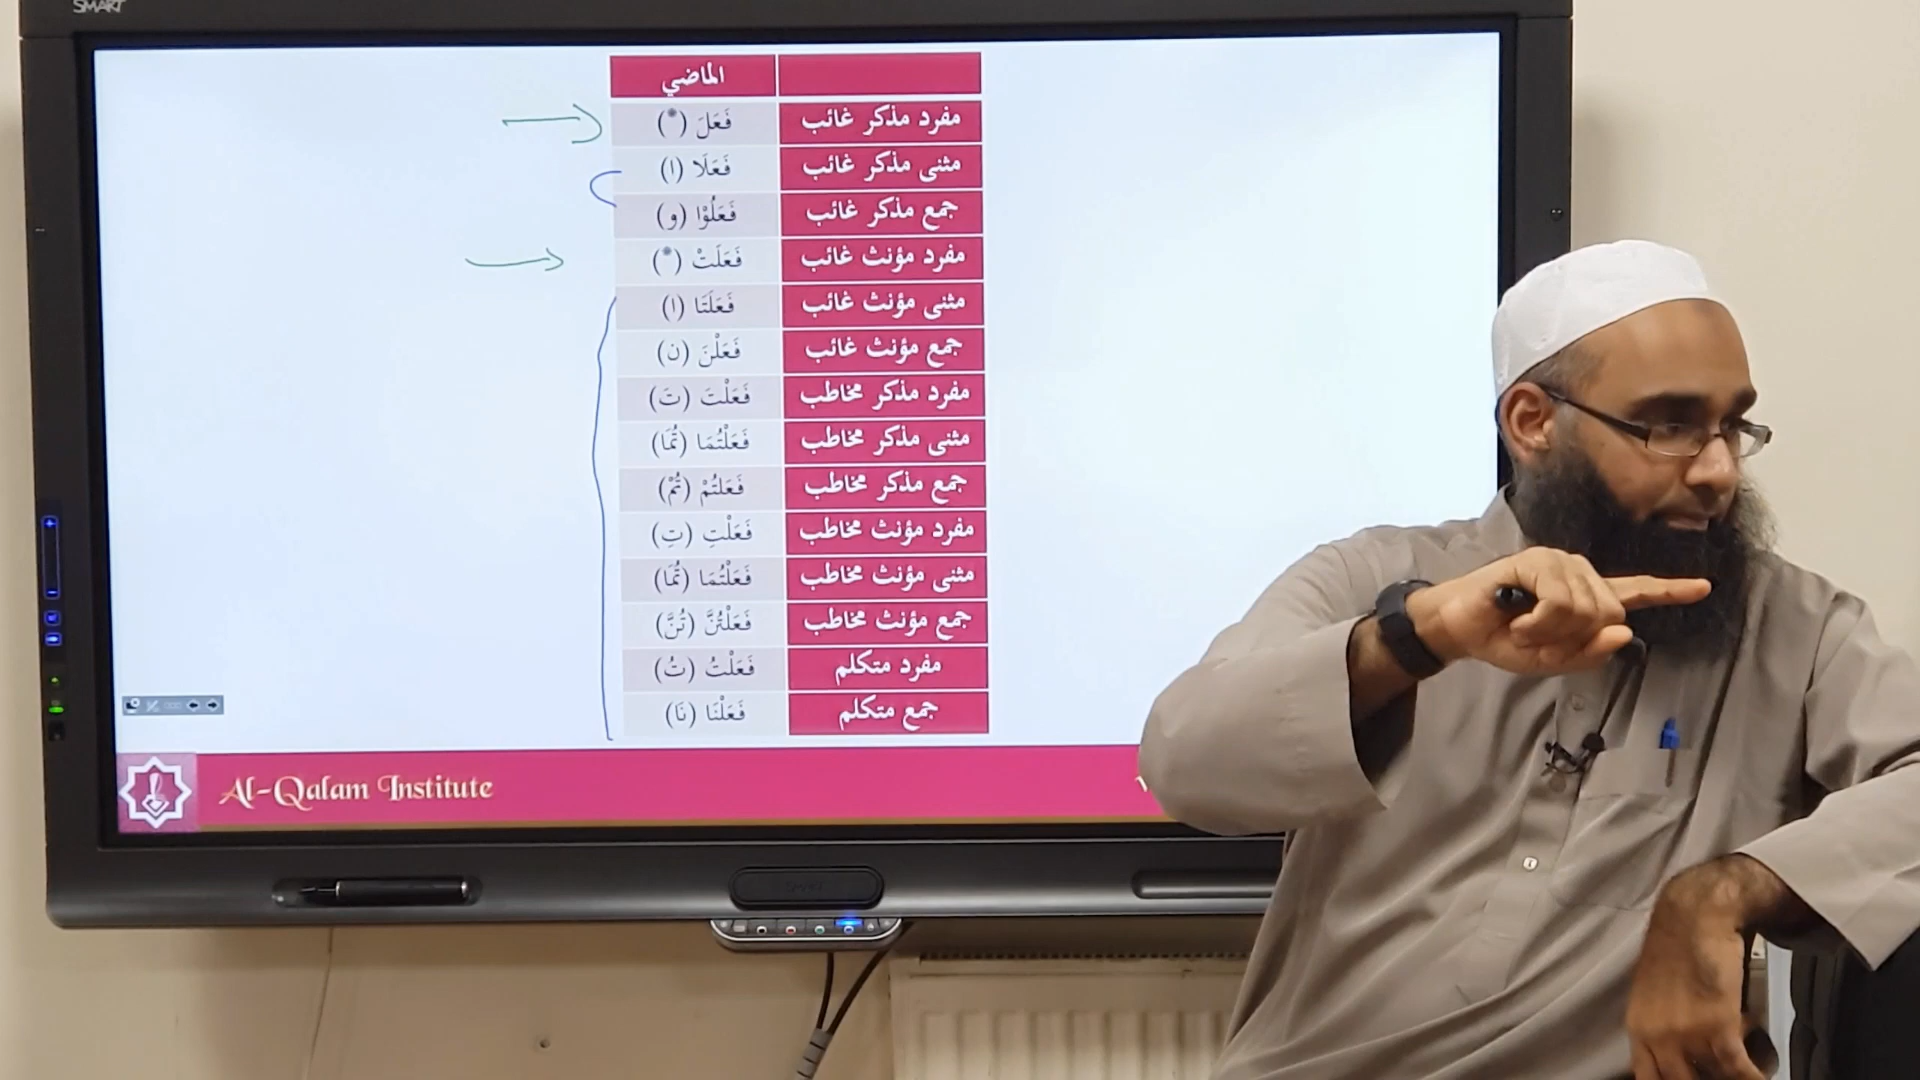 SMART
الماضي
مفرد مذكر غائب فَعَلَ (*)
مثنى مذكر غائب فَعَلَا (ا)
جمع مذكر غائب فَعَلُوْا (و)
مفرد مؤنث غائب فَعَلَتْ (*)
مثنى مؤنث غائب فَعَلَتَا (ا)
جمع مؤنث غائب فَعَلْنَ (ن)
مفرد مذكر مخاطب فَعَلْتَ (تَ)
مثنى مذكر مخاطب فَعَلْتُمَا (تُمَا)
جمع مذكر مخاطب فَعَلتُمْ (تُمْ)
مفرد مؤنث مخاطب فَعَلْتِ (تِ)
مثنى مؤنث مخاطب فَعَلْتُمَا (تُمَا)
جمع مؤنث مخاطب فَعَلْتُنَّ (تُنَّ)
مفرد متكلم فَعَلْتُ (تُ)
جمع متكلم فَعَلْنَا (نَا)
Al-Qalam Institute